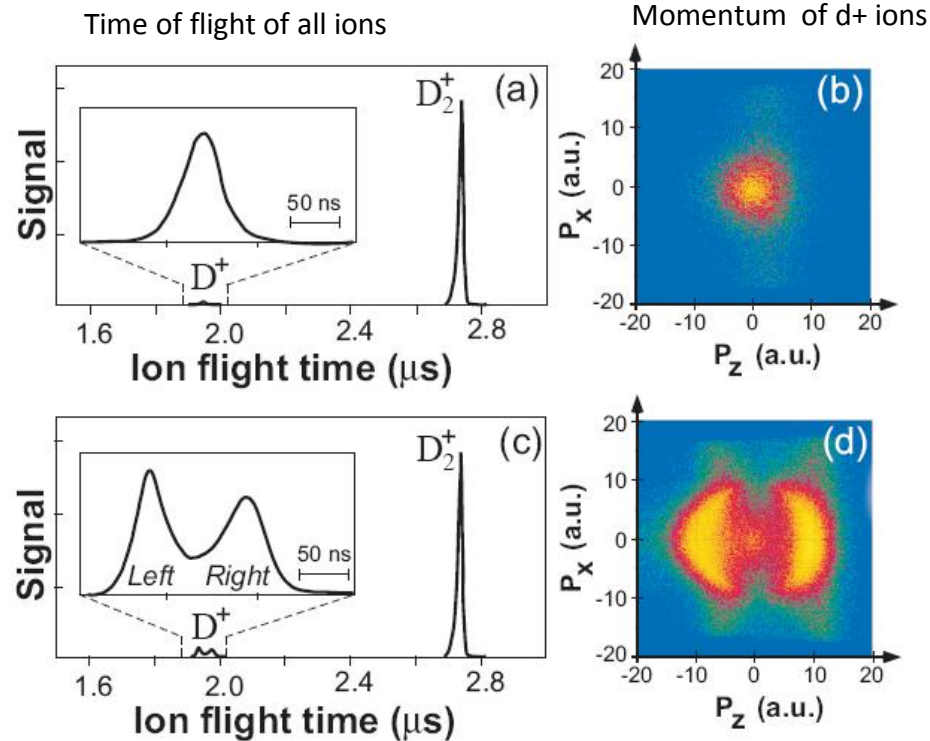 Time of flight of all ions
Momentum of d+ ions
Signal
D₂⁺
(a)
50 ns
D⁺
1.6 2.0 2.4 2.8
Ion flight time (μs)
(b)
Pₓ (a.u.)
20
10
0
-10
-20
-20 -10 0 10 20
P_z (a.u.)
Signal
D₂⁺
(c)
Left Right
50 ns
D⁺
1.6 2.0 2.4 2.8
Ion flight time (μs)
(d)
Pₓ (a.u.)
20
10
0
-10
-20
-20 -10 0 10 20
P_z (a.u.)